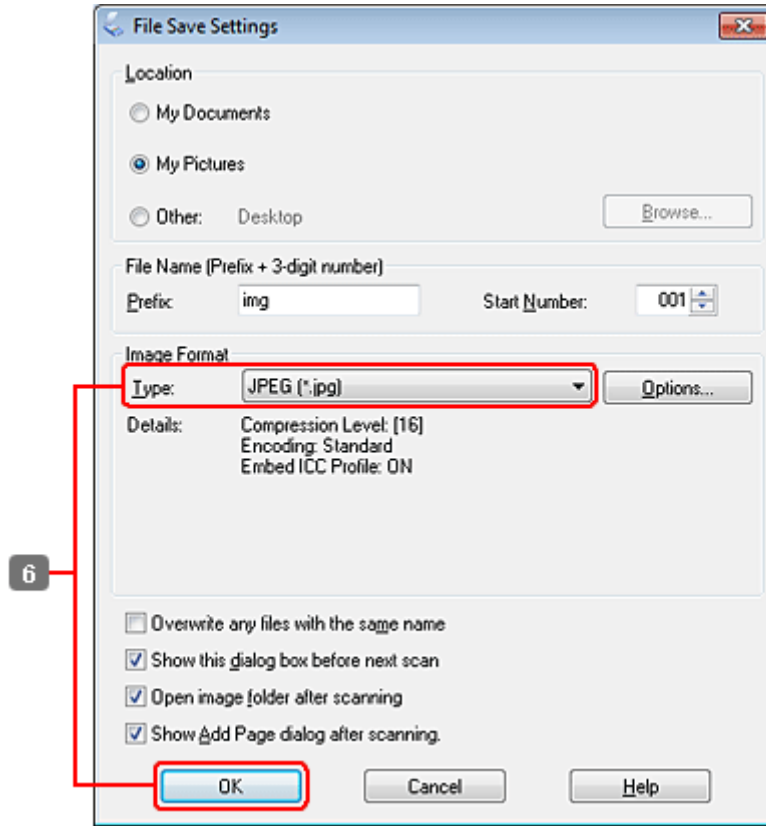 File Save Settings
Location
My Documents
My Pictures
Other: Desktop Browse...
File Name (Prefix + 3-digit number)
Prefix: img Start Number: 001
Image Format
Type: JPEG (*.jpg) Options...
Details: Compression Level: [16]
Encoding: Standard
Embed ICC Profile: ON
6
Overwrite any files with the same name
Show this dialog box before next scan
Open image folder after scanning
Show Add Page dialog after scanning.
OK Cancel Help